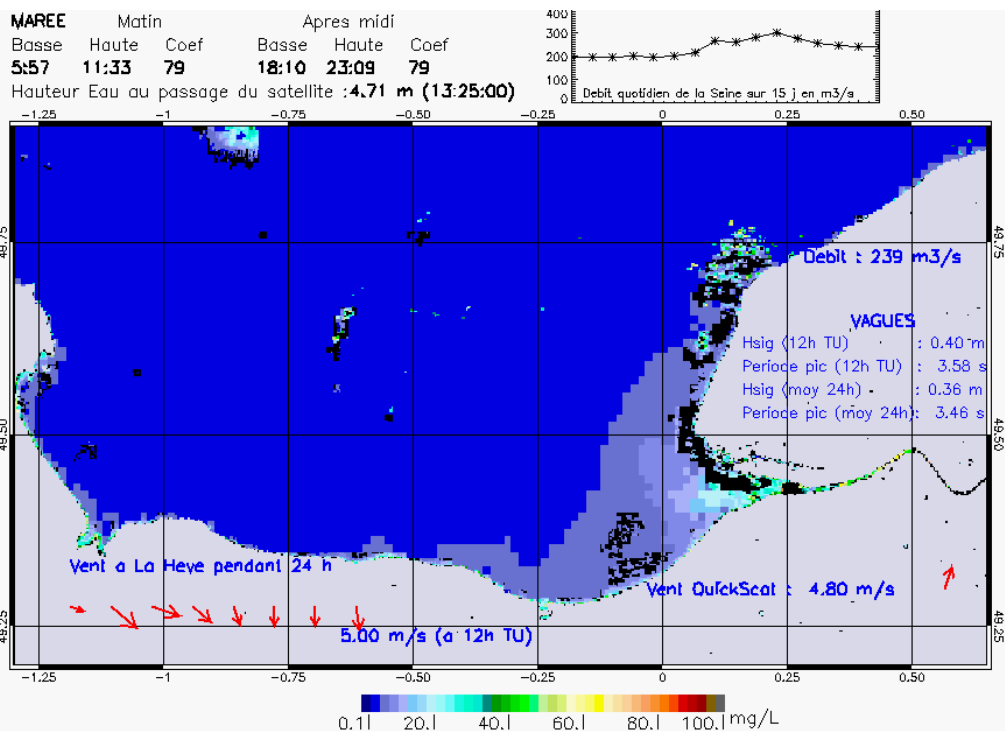 MAREE Matin Apres midi
Basse Haute Coef Basse Haute Coef
5:57 11:33 79 18:10 23:09 79
Hauteur Eau au passage du satellite :4.71 m (13:25:00)
400
300
200
100
0
Debit quotidien de la Seine sur 15 j en m3/s
-1.25 -1 -0.75 -0.50 -0.25 0 0.25 0.50
49.75 49.75
Debit : 239 m3/s
VAGUES
Hsig (12h TU) : 0.40 m
Periode pic (12h TU) : 3.58 s
Hsig (moy 24h) : 0.36 m
Periode pic (moy 24h): 3.46 s
49.50 49.50
Vent a La Heve pendant 24 h
Vent QuickScat : 4.80 m/s
49.25 49.25
5.00 m/s (a 12h TU)
-1.25 -1 -0.75 -0.50 -0.25 0 0.25 0.50
0.1 20.1 40.1 60.1 80.1 100.1 mg/L